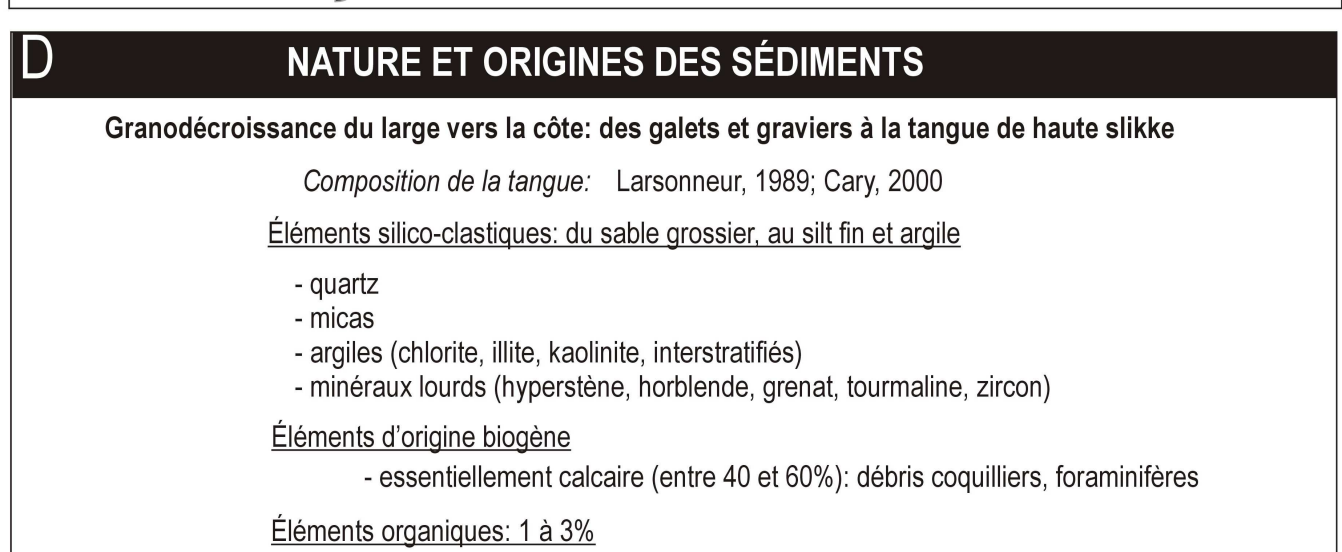 D
NATURE ET ORIGINES DES SÉDIMENTS
Granodécroissance du large vers la côte: des galets et graviers à la tangue de haute slikke
Composition de la tangue: Larsonneur, 1989; Cary, 2000
Éléments silico-clastiques: du sable grossier, au silt fin et argile
- quartz
- micas
- argiles (chlorite, illite, kaolinite, interstratifiés)
- minéraux lourds (hyperstène, horblende, grenat, tourmaline, zircon)
Éléments d’origine biogène
- essentiellement calcaire (entre 40 et 60%): débris coquilliers, foraminifères
Éléments organiques: 1 à 3%